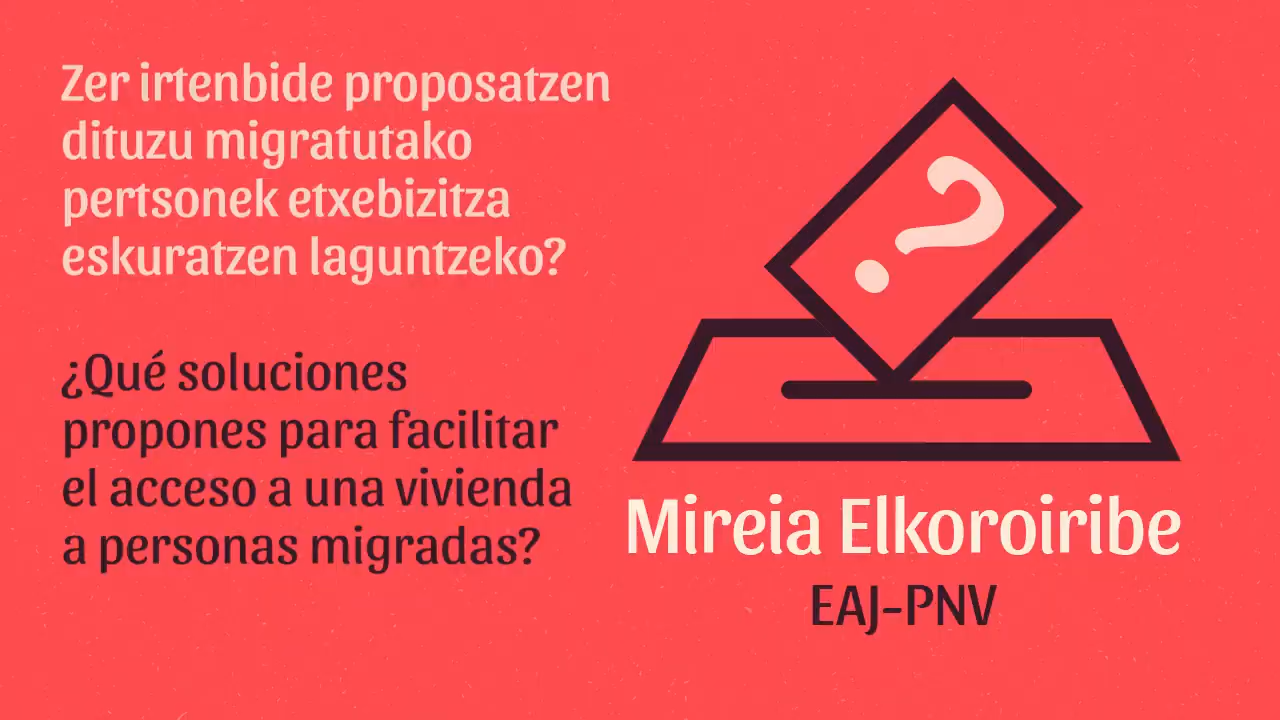 Zer irtenbide proposatzen
dituzu migratutako
pertsonek etxebizitza
eskuratzen laguntzeko?
¿Qué soluciones
propones para facilitar
el acceso a una vivienda
a personas migradas?
?
Mireia Elkoroiribe
EAJ-PNV